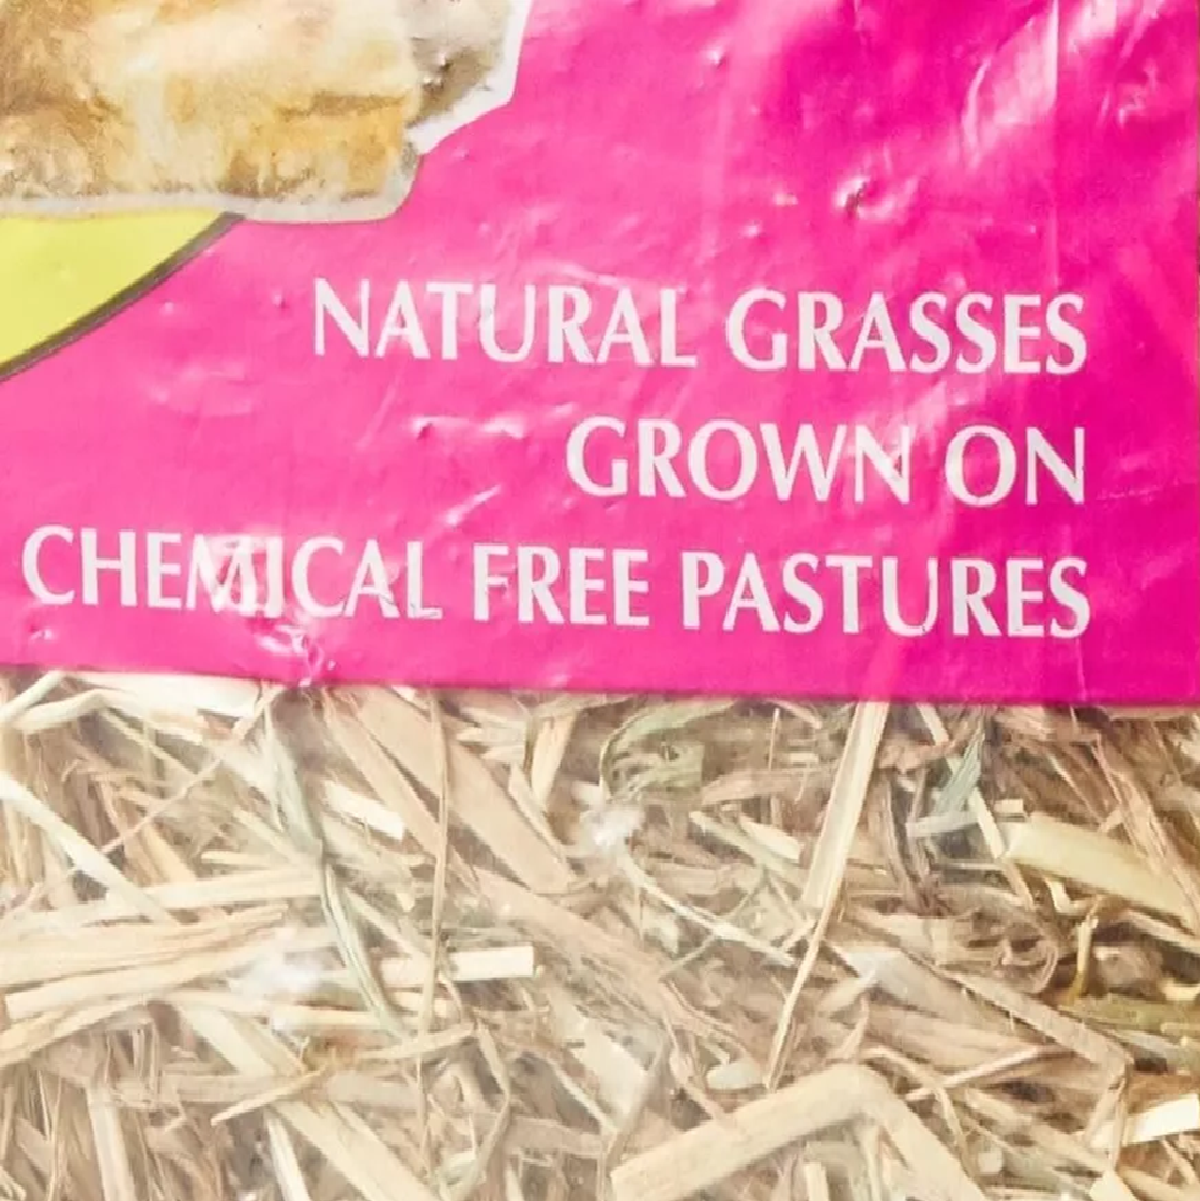 NATURAL GRASSES
GROWN ON
CHEMICAL FREE PASTURES